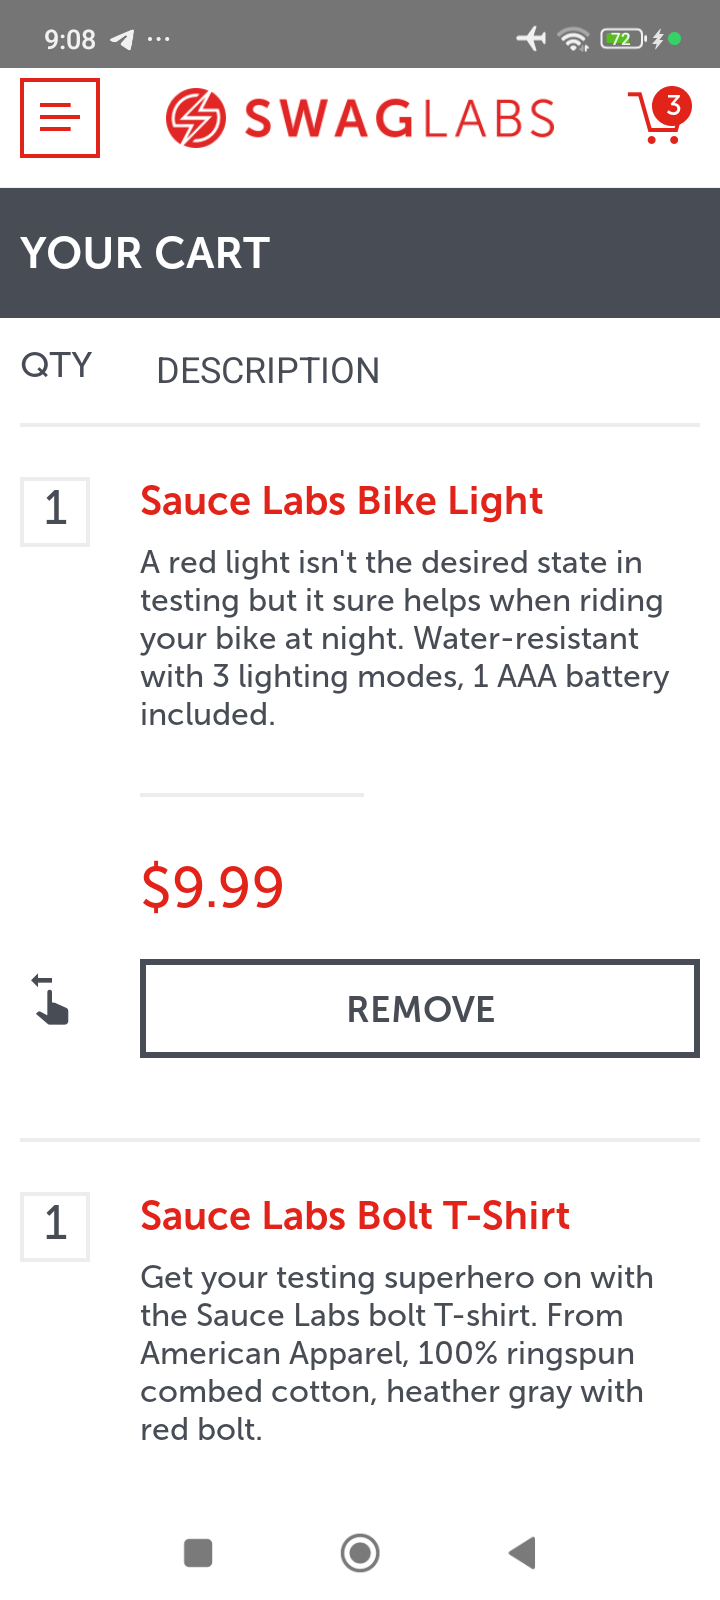 9:08
72
SWAGLABS
3
YOUR CART
QTY
DESCRIPTION
1
Sauce Labs Bike Light
A red light isn't the desired state in
testing but it sure helps when riding
your bike at night. Water-resistant
with 3 lighting modes, 1 AAA battery
included.
$9.99
REMOVE
1
Sauce Labs Bolt T-Shirt
Get your testing superhero on with
the Sauce Labs bolt T-shirt. From
American Apparel, 100% ringspun
combed cotton, heather gray with
red bolt.